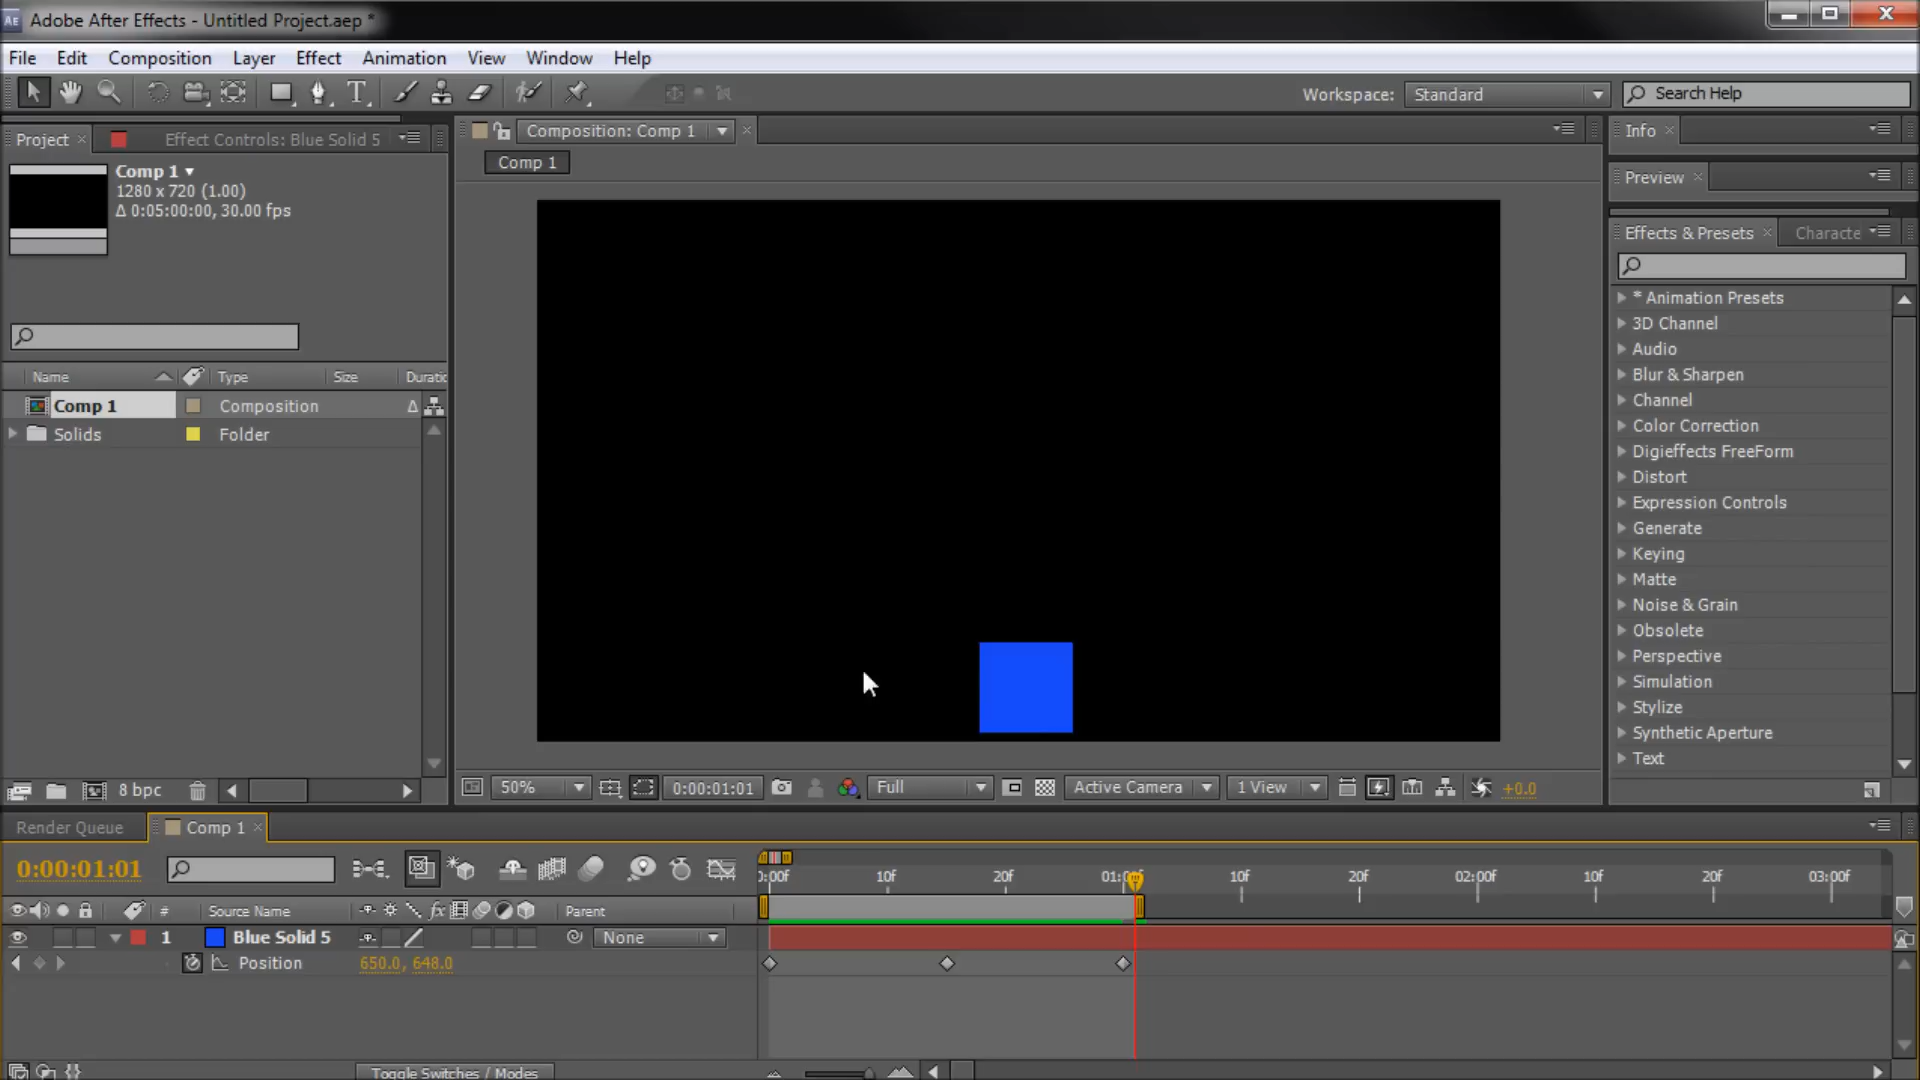 Adobe After Effects - Untitled Project.aep *
File Edit Composition Layer Effect Animation View Window Help
Workspace: Standard Search Help
Project Effect Controls: Blue Solid 5
Comp 1
1280 x 720 (1.00)
Δ 0:05:00:00, 30.00 fps
Name Type Size Duratic
Comp 1 Composition Δ
Solids Folder
8 bpc
Composition: Comp 1
Comp 1
50% 0:00:01:01 Full Active Camera 1 View +0.0
Info
Preview
Effects & Presets Characte
* Animation Presets
3D Channel
Audio
Blur & Sharpen
Channel
Color Correction
Digieffects FreeForm
Distort
Expression Controls
Generate
Keying
Matte
Noise & Grain
Obsolete
Perspective
Simulation
Stylize
Synthetic Aperture
Text
Render Queue Comp 1
0:00:01:01
):00f 10f 20f 01:00f 10f 20f 02:00f 10f 20f 03:00f
# Source Name fx Parent
1 Blue Solid 5 None
Position 650.0, 648.0
Toggle Switches / Modes